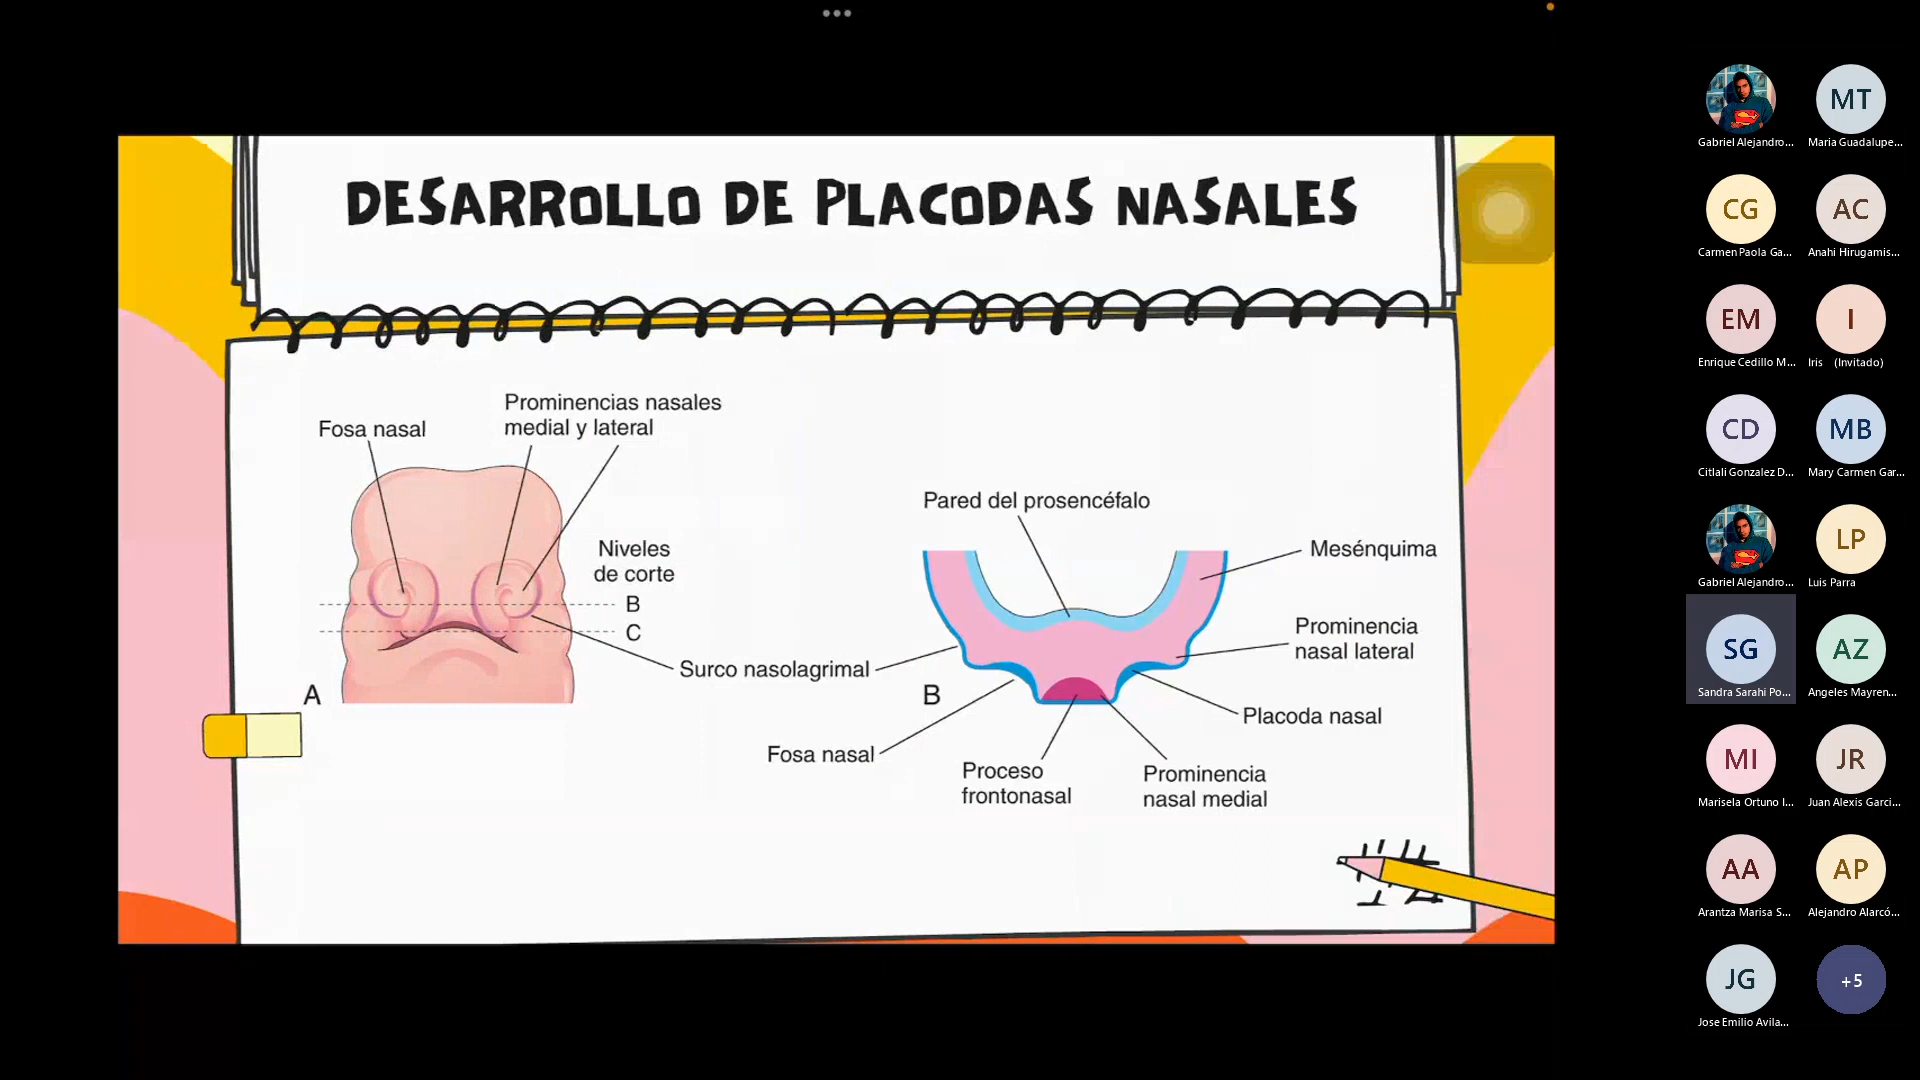 DESARROLLO DE PLACODAS NASALES
Fosa nasal
Prominencias nasales
medial y lateral
Niveles
de corte
B
C
Surco nasolagrimal
A
Pared del prosencéfalo
Mesénquima
Prominencia
nasal lateral
B
Placoda nasal
Fosa nasal
Proceso
frontonasal
Prominencia
nasal medial
Gabriel Alejandro...
MT
Maria Guadalupe...
CG
Carmen Paola Ga...
AC
Anahi Hirugamis...
EM
Enrique Cedillo M...
I
Iris (Invitado)
CD
Citlali Gonzalez D...
MB
Mary Carmen Gar...
Gabriel Alejandro...
LP
Luis Parra
SG
Sandra Sarahi Po...
AZ
Angeles Mayren...
MI
Marisela Ortuno I...
JR
Juan Alexis Garci...
AA
Arantza Marisa S...
AP
Alejandro Alarcó...
JG
Jose Emilio Avila...
+5